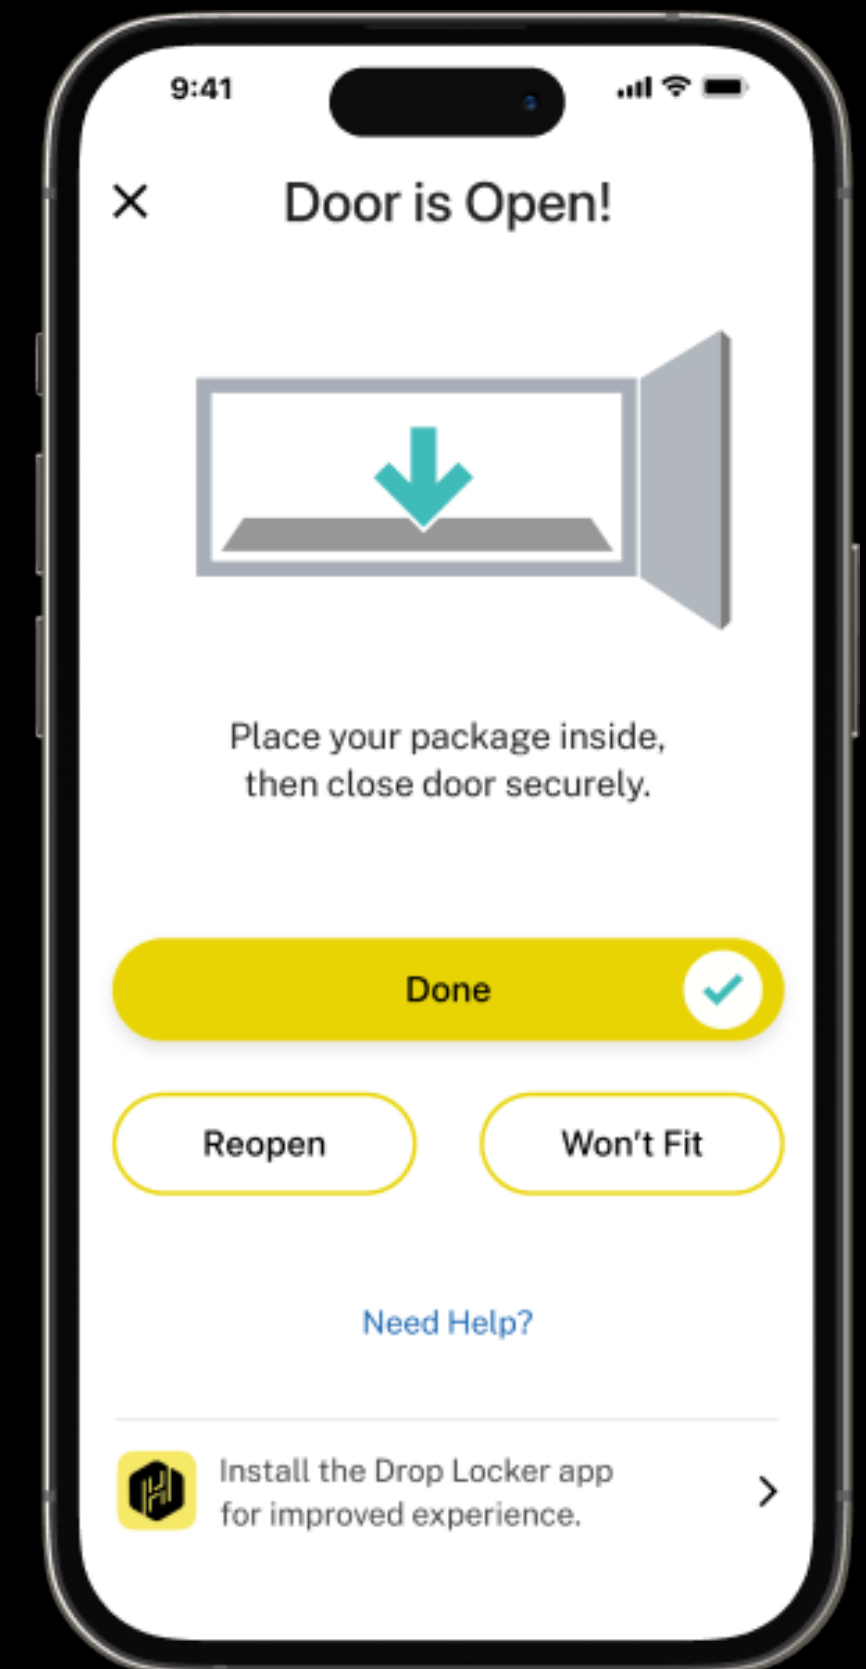 9:41
Door is Open!
Place your package inside,
then close door securely.
Done
Reopen
Won't Fit
Need Help?
Install the Drop Locker app
for improved experience.